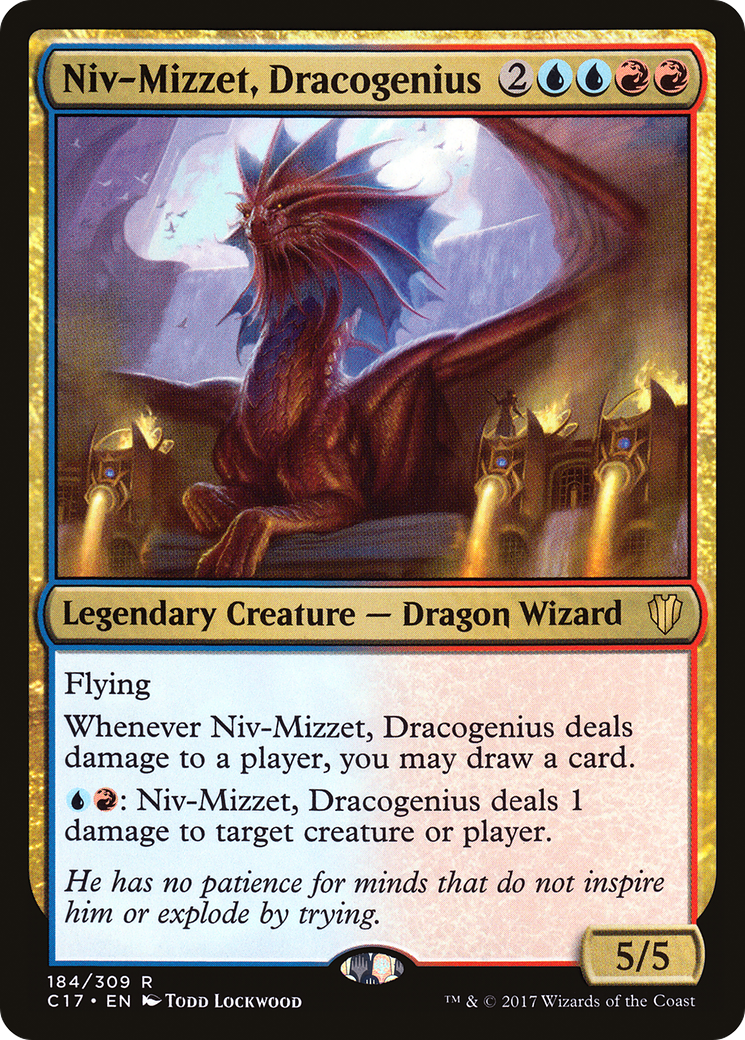 Niv-Mizzet, Dracogenius 2
Legendary Creature — Dragon Wizard
Flying
Whenever Niv-Mizzet, Dracogenius deals
damage to a player, you may draw a card.
: Niv-Mizzet, Dracogenius deals 1
damage to target creature or player.
He has no patience for minds that do not inspire
him or explode by trying.
5/5
184/309 R
C17 • EN Todd Lockwood
™ & © 2017 Wizards of the Coast